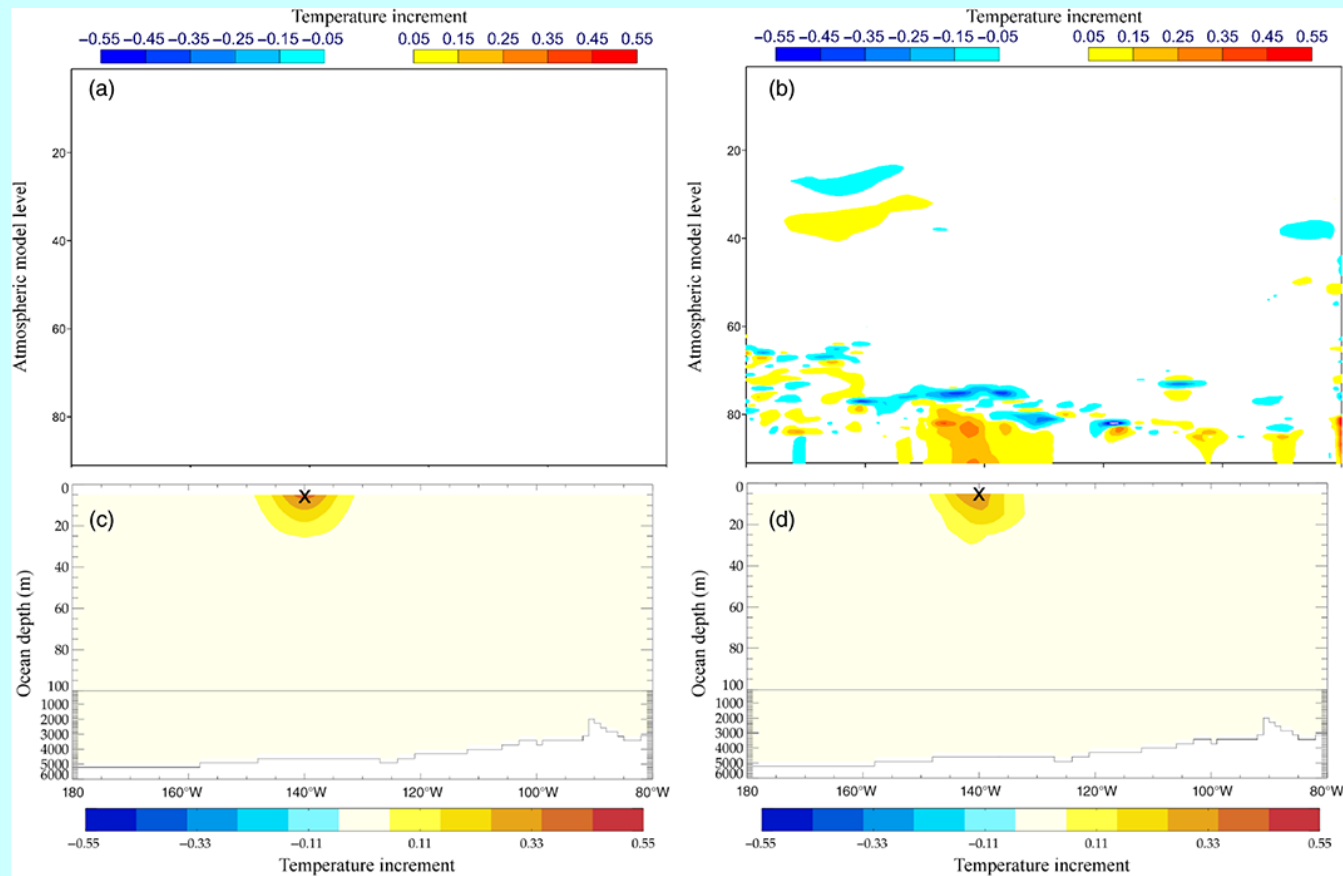 Temperature increment
−0.55 −0.45 −0.35 −0.25 −0.15 −0.05 0.05 0.15 0.25 0.35 0.45 0.55
(a)
Atmospheric model level
20
40
60
80
Temperature increment
−0.55 −0.45 −0.35 −0.25 −0.15 −0.05 0.05 0.15 0.25 0.35 0.45 0.55
(b)
Atmospheric model level
20
40
60
80
(c)
X
Ocean depth (m)
0
20
40
60
80
100
1000
2000
3000
4000
5000
6000
180 160°W 140°W 120°W 100°W 80°W
−0.55 −0.33 −0.11 0.11 0.33 0.55
Temperature increment
(d)
X
Ocean depth (m)
0
20
40
60
80
100
1000
2000
3000
4000
5000
6000
180 160°W 140°W 120°W 100°W 80°W
−0.55 −0.33 −0.11 0.11 0.33 0.55
Temperature increment